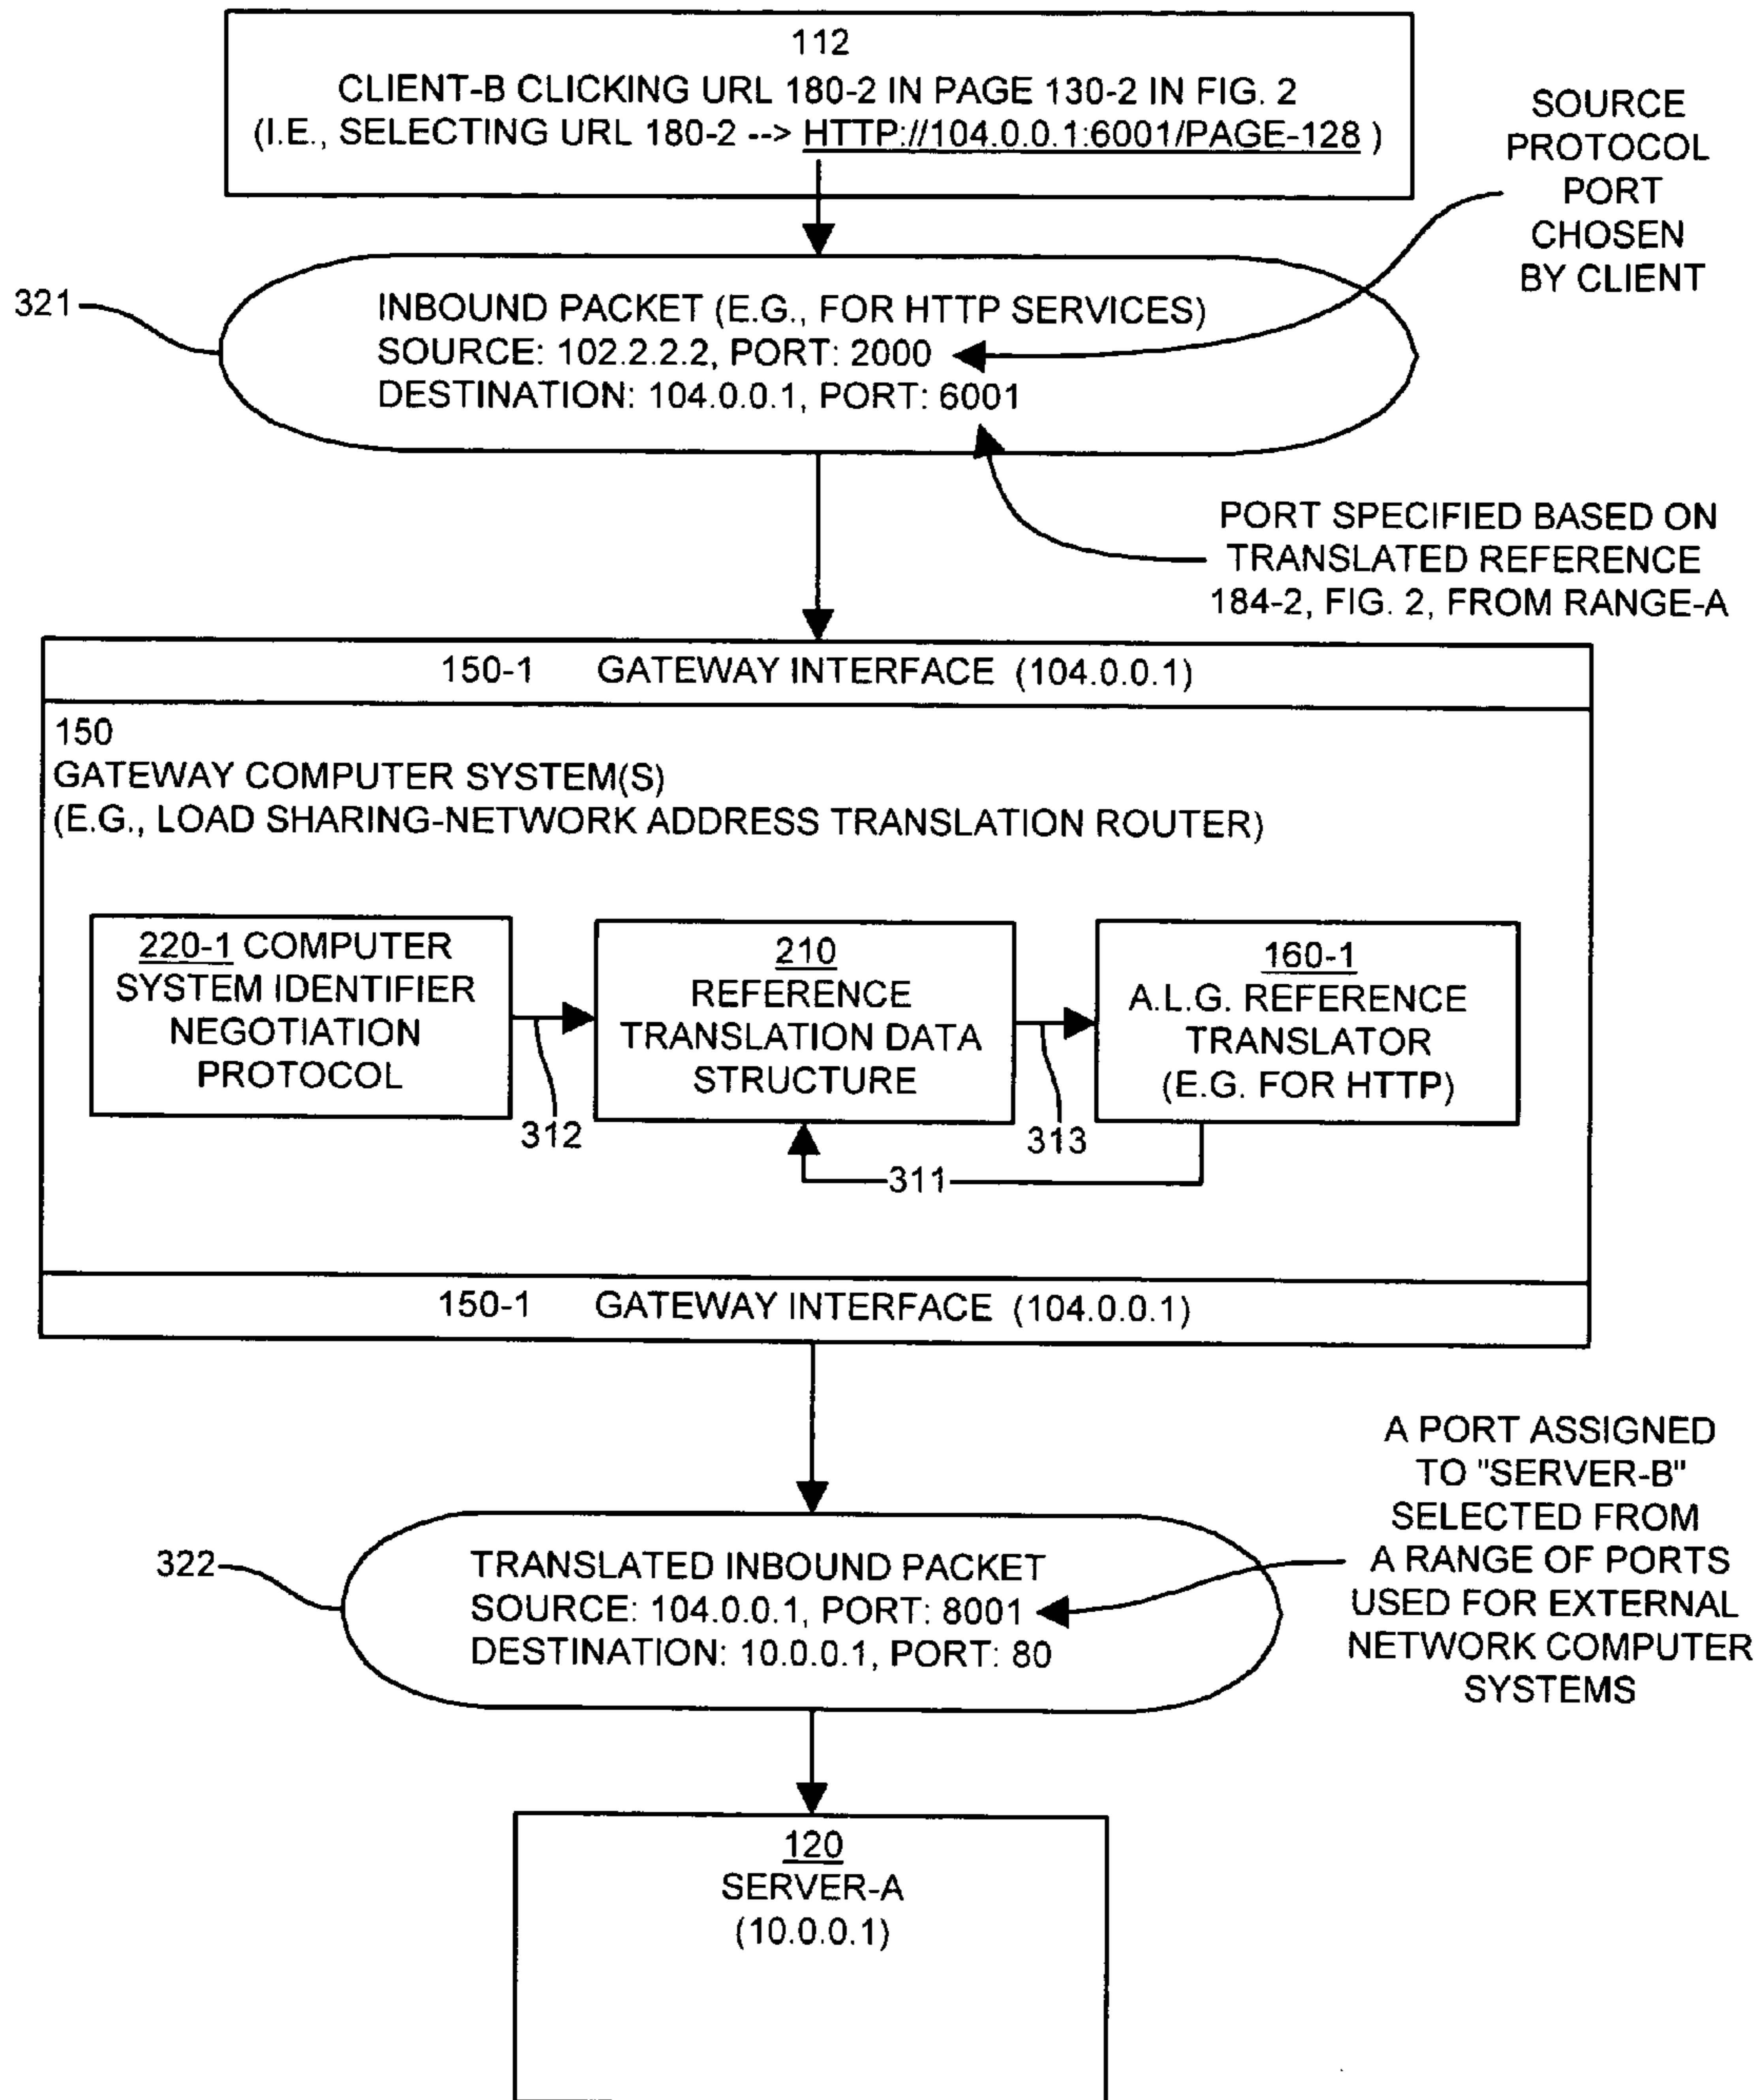 112
CLIENT-B CLICKING URL 180-2 IN PAGE 130-2 IN FIG. 2
(I.E., SELECTING URL 180-2 --> HTTP://104.0.0.1:6001/PAGE-128 )
SOURCE
PROTOCOL
PORT
CHOSEN
BY CLIENT
321
INBOUND PACKET (E.G., FOR HTTP SERVICES)
SOURCE: 102.2.2.2, PORT: 2000
DESTINATION: 104.0.0.1, PORT: 6001
PORT SPECIFIED BASED ON
TRANSLATED REFERENCE
184-2, FIG. 2, FROM RANGE-A
150-1 GATEWAY INTERFACE (104.0.0.1)
150
GATEWAY COMPUTER SYSTEM(S)
(E.G., LOAD SHARING-NETWORK ADDRESS TRANSLATION ROUTER)
220-1 COMPUTER
SYSTEM IDENTIFIER
NEGOTIATION
PROTOCOL
312
210
REFERENCE
TRANSLATION DATA
STRUCTURE
313
160-1
A.L.G. REFERENCE
TRANSLATOR
(E.G. FOR HTTP)
311
150-1 GATEWAY INTERFACE (104.0.0.1)
A PORT ASSIGNED
TO "SERVER-B"
SELECTED FROM
A RANGE OF PORTS
USED FOR EXTERNAL
NETWORK COMPUTER
SYSTEMS
322
TRANSLATED INBOUND PACKET
SOURCE: 104.0.0.1, PORT: 8001
DESTINATION: 10.0.0.1, PORT: 80
120
SERVER-A
(10.0.0.1)